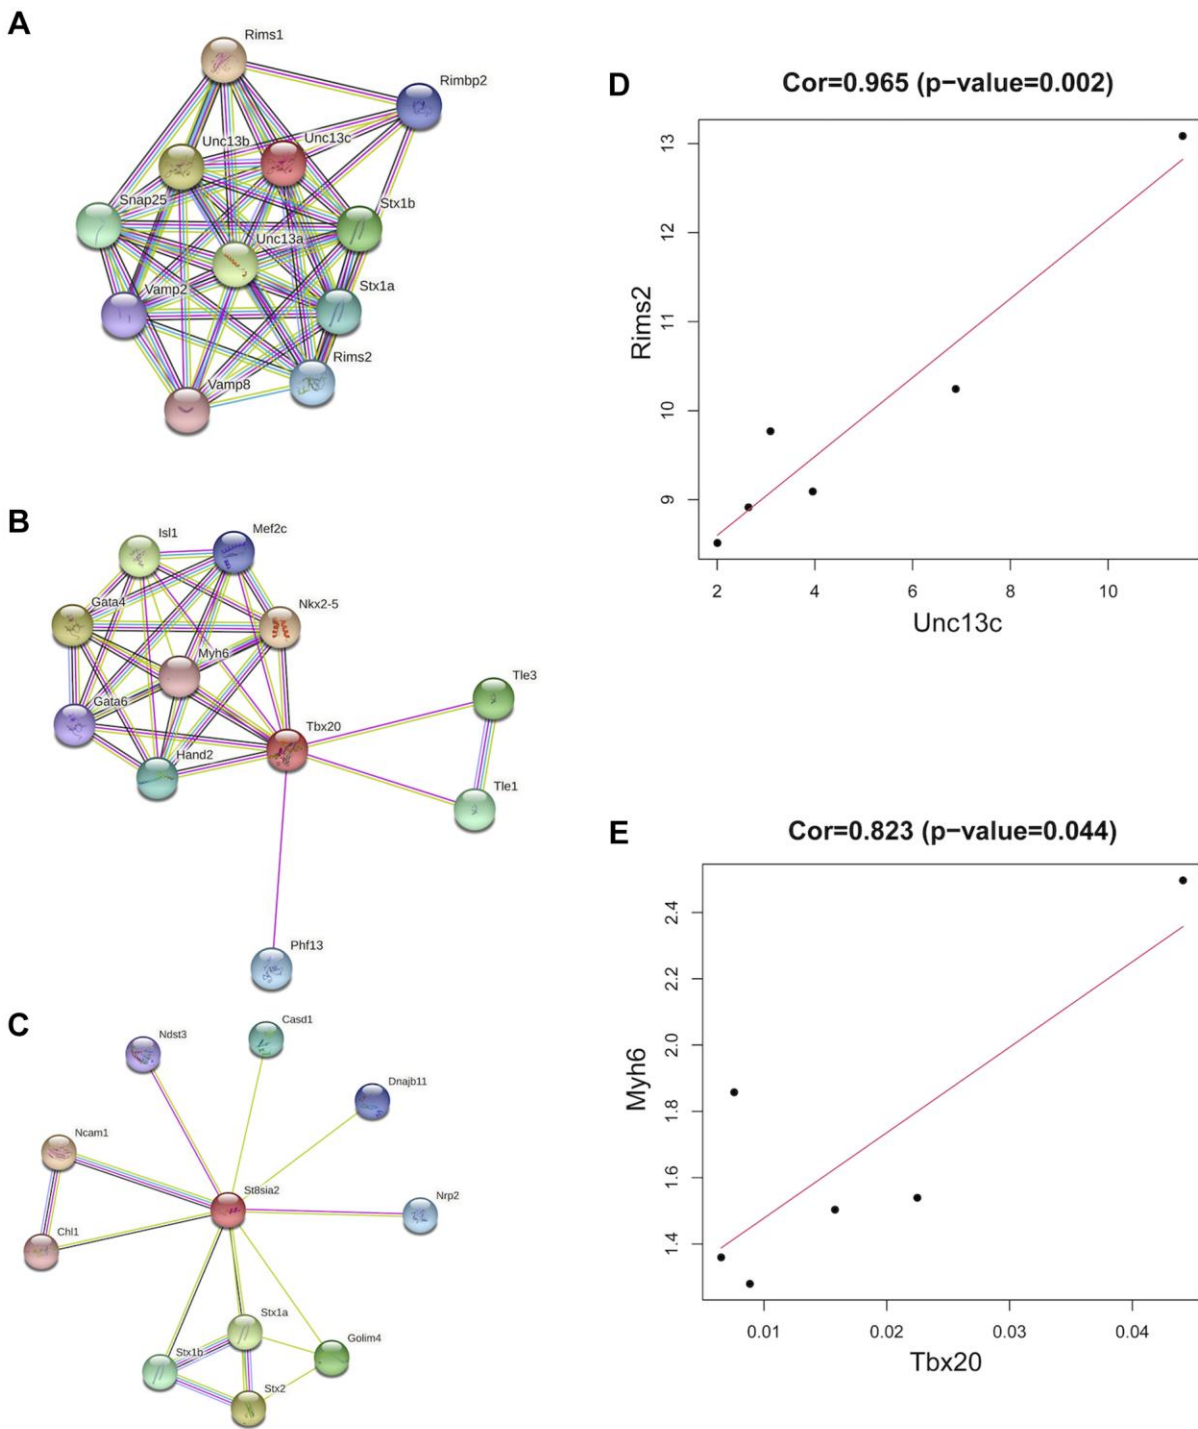 A
Rims1
Rimbp2
Unc13b
Unc13c
Snap25
Stx1b
Unc13a
Vamp2
Stx1a
Rims2
Vamp8
B
Isl1
Mef2c
Gata4
Nkx2-5
Myh6
Gata6
Tbx20
Tle3
Hand2
Tle1
Phf13
C
Ndst3
Casd1
Dnajb11
Ncam1
St8sia2
Nrp2
Chl1
Stx1a
Stx1b
Golim4
Stx2
D
Cor=0.965 (p−value=0.002)
13
12
11
10
9
Rims2
2 4 6 8 10
Unc13c
E
Cor=0.823 (p−value=0.044)
2.4
2.2
2.0
1.8
1.6
1.4
Myh6
0.01 0.02 0.03 0.04
Tbx20